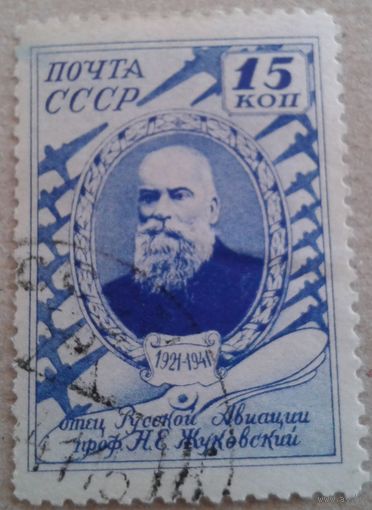 ПОЧТА
СССР
15
КОП
1921-1941
отец Русской Авиации
проф. Н.Е. Жуковский